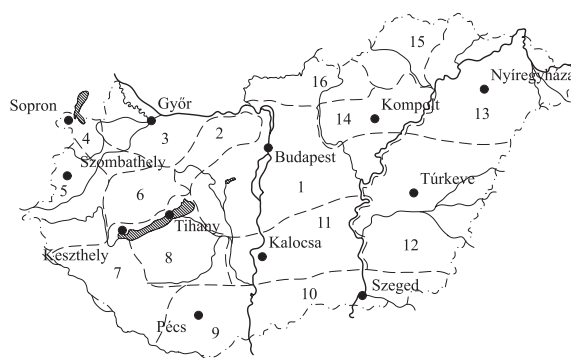 15
16
Nyíregyháza
Sopron
Győr
Kompolt
4
3
2
14
13
Szombathely
Budapest
5
6
1
Túrkeve
Tihany
11
Keszthely
Kalocsa
12
7
8
10
Szeged
Pécs
9